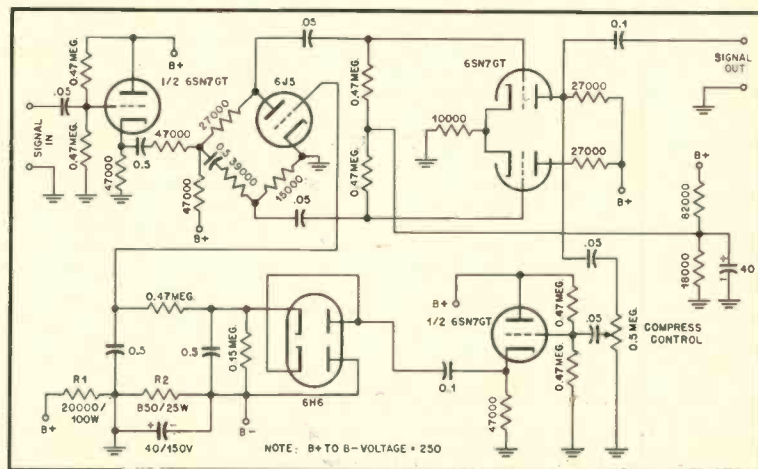 .05
0.1
B+
0.47MEG.
1/2 6SN7GT
6J5
6SN7GT
SIGNAL OUT
.05
27000
0.47MEG.
27000
SIGNAL IN
47000
10000
0.47MEG.
0.5
0.5
39000
47000
15000
0.47MEG.
27000
B+
B+
47000
.05
82000
B+
.05
18000
40
0.47MEG.
B+
0.47MEG.
1/2 6SN7GT
.05
0.5MEG.
COMPRESS CONTROL
0.5
0.5
0.15MEG.
0.47MEG.
R1
R2
6H6
0.1
20000/100W
850/25W
47000
B+
B-
40/150V
NOTE: B+ TO B- VOLTAGE = 250